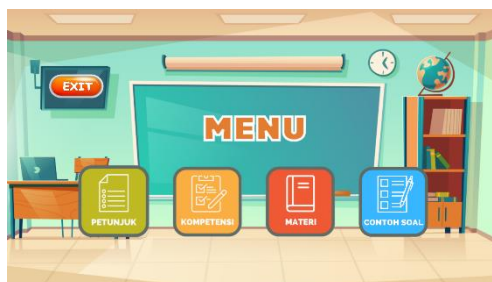 EXIT
MENU
PETUNJUK
KOMPETENSI
MATERI
CONTOH SOAL